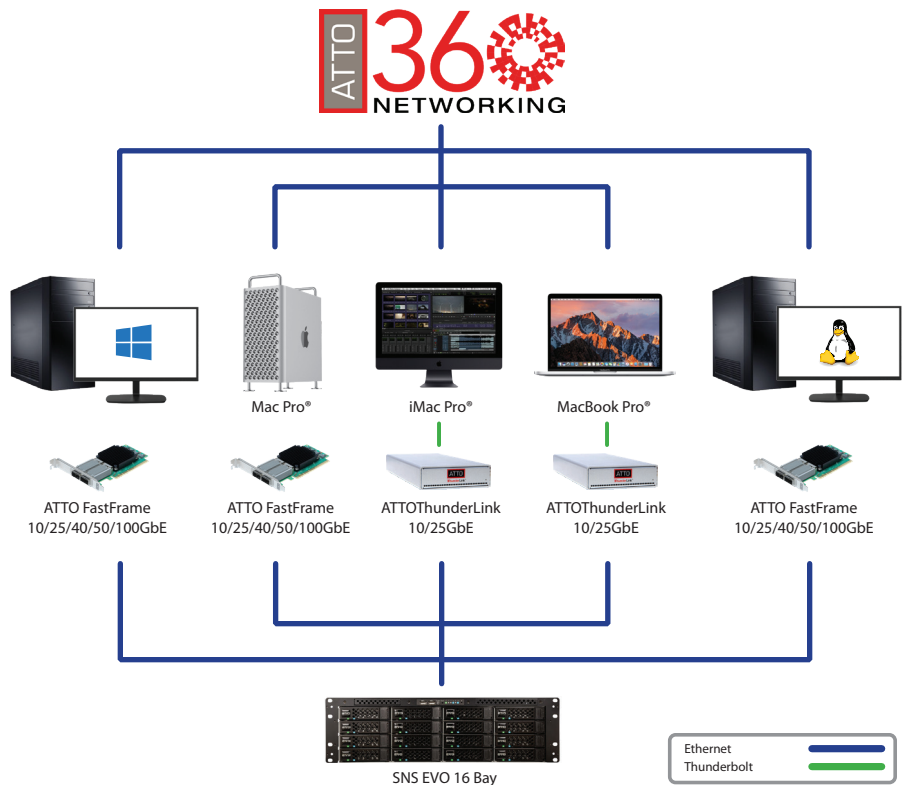 ATTO
360
NETWORKING
Mac Pro®
iMac Pro®
MacBook Pro®
ATTO FastFrame
10/25/40/50/100GbE
ATTO FastFrame
10/25/40/50/100GbE
ATTOThunderLink
10/25GbE
ATTOThunderLink
10/25GbE
ATTO FastFrame
10/25/40/50/100GbE
ATTO
ATTO
SNS EVO 16 Bay
Ethernet
Thunderbolt